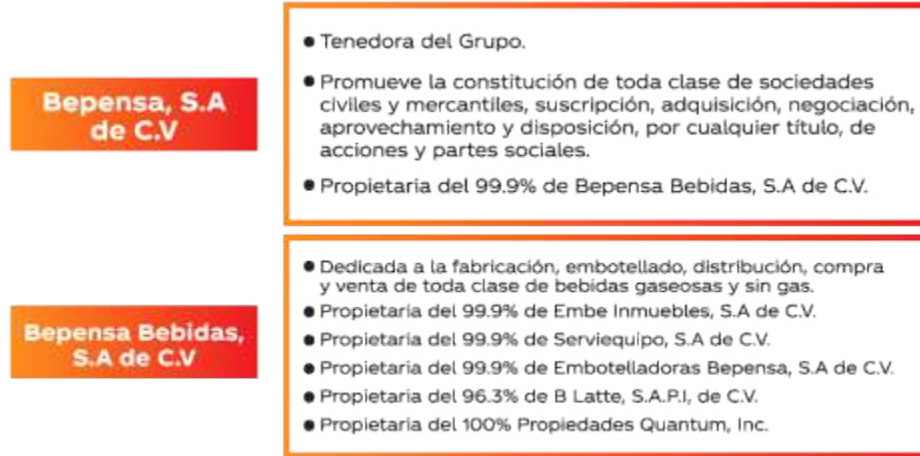 Bepensa, S.A
de C.V
● Tenedora del Grupo.
● Promueve la constitución de toda clase de sociedades
civiles y mercantiles, suscripción, adquisición, negociación,
aprovechamiento y disposición, por cualquier título, de
acciones y partes sociales.
● Propietaria del 99.9% de Bepensa Bebidas, S.A de C.V.
Bepensa Bebidas,
S.A de C.V
● Dedicada a la fabricación, embotellado, distribución, compra
y venta de toda clase de bebidas gaseosas y sin gas.
● Propietaria del 99.9% de Embe Inmuebles, S.A de C.V.
● Propietaria del 99.9% de Serviequipo, S.A de C.V.
● Propietaria del 99.9% de Embotelladoras Bepensa, S.A de C.V.
● Propietaria del 96.3% de B Latte, S.A.P.I, de C.V.
● Propietaria del 100% Propiedades Quantum, Inc.